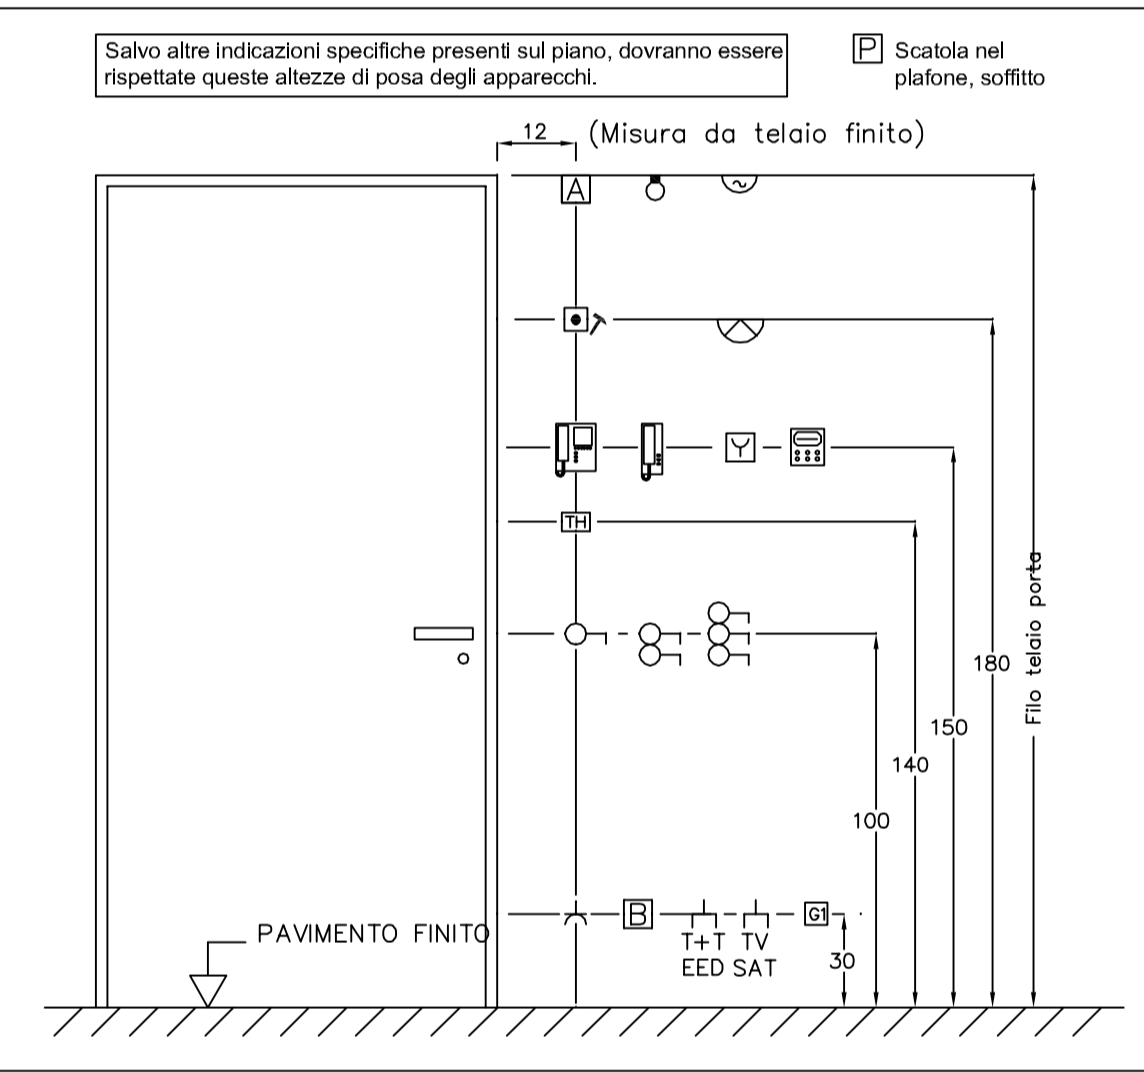 Salvo altre indicazioni specifiche presenti sul piano, dovranno essere
rispettate queste altezze di posa degli apparecchi.
P Scatola nel
plafone, soffitto
12 (Misura da telaio finito)
A
TH
Filo telaio porta
180
150
140
100
B
G1
T+T TV
EED SAT
30
PAVIMENTO FINITO